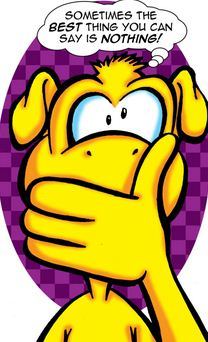 SOMETIMES THE
BEST THING YOU CAN
SAY IS NOTHING!